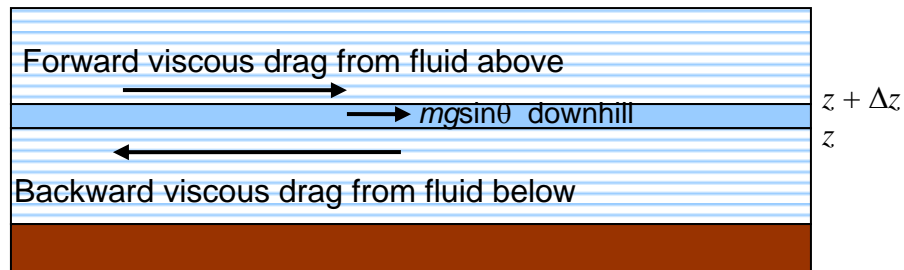 Forward viscous drag from fluid above
z + Δz
mgsinθ downhill
z
Backward viscous drag from fluid below